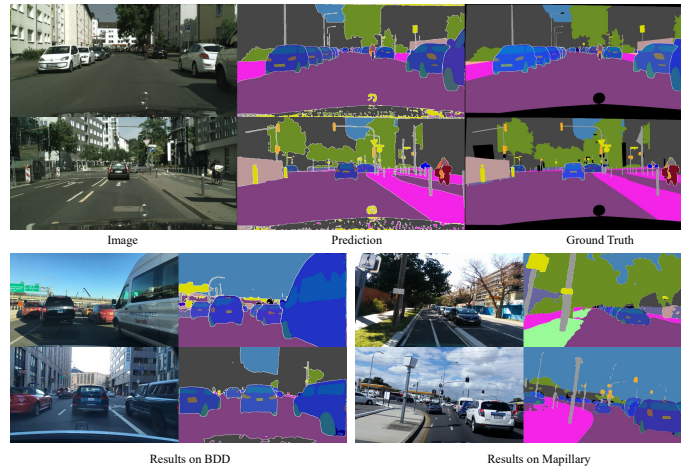 Image
Prediction
Ground Truth
Results on BDD
Results on Mapillary